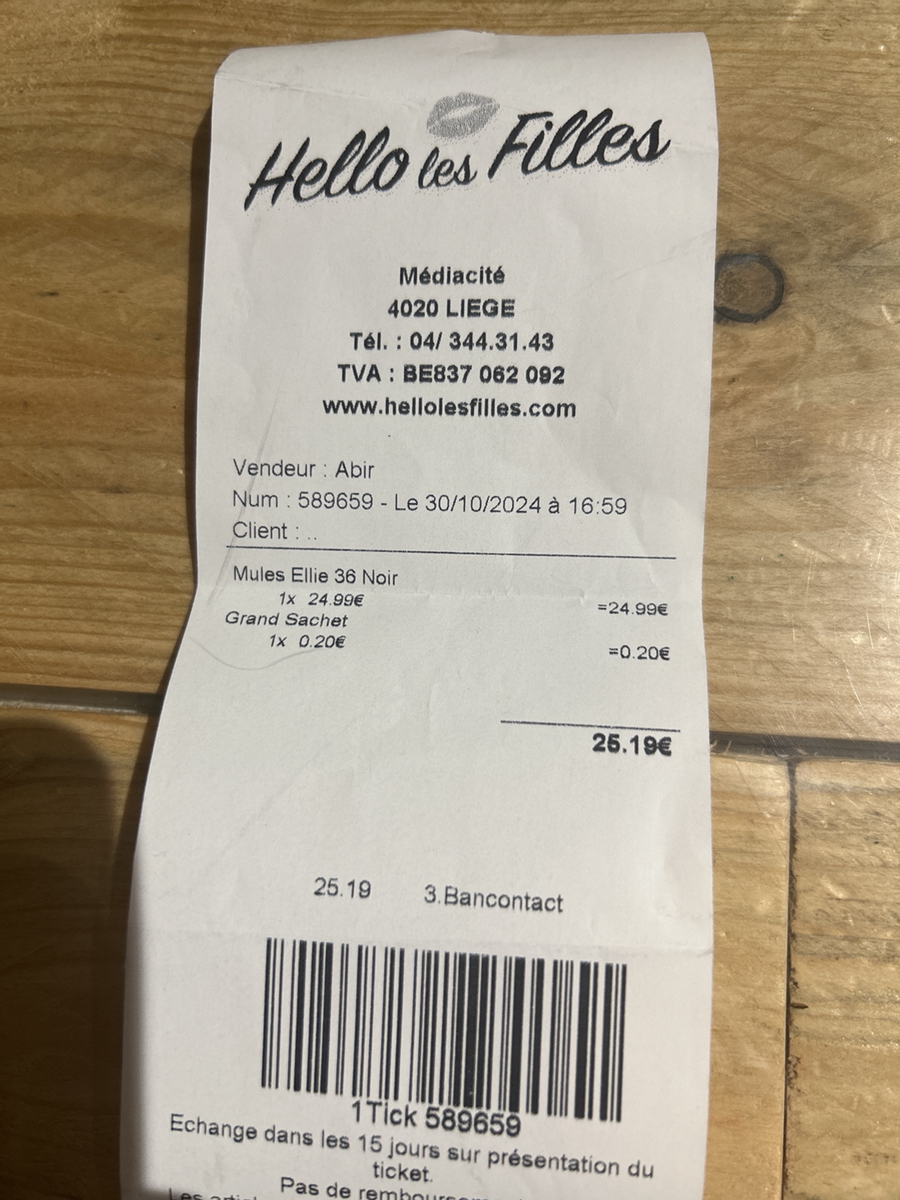 Hello les Filles
Médiacité
4020 LIEGE
Tél. : 04/ 344.31.43
TVA : BE837 062 092
www.hellolesfilles.com
Vendeur : Abir
Num : 589659 - Le 30/10/2024 à 16:59
Client : ..
Mules Ellie 36 Noir
1x 24.99€ =24.99€
Grand Sachet
1x 0.20€ =0.20€
25.19€
25.19 3.Bancontact
1Tick 589659
Echange dans les 15 jours sur présentation du
ticket.
Pas de
Les